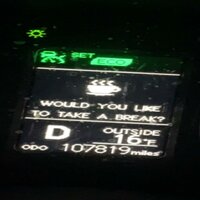 SET
ECO
WOULD YOU LIKE
TO TAKE A BREAK?
D OUTSIDE
16°F
ODO 107819miles